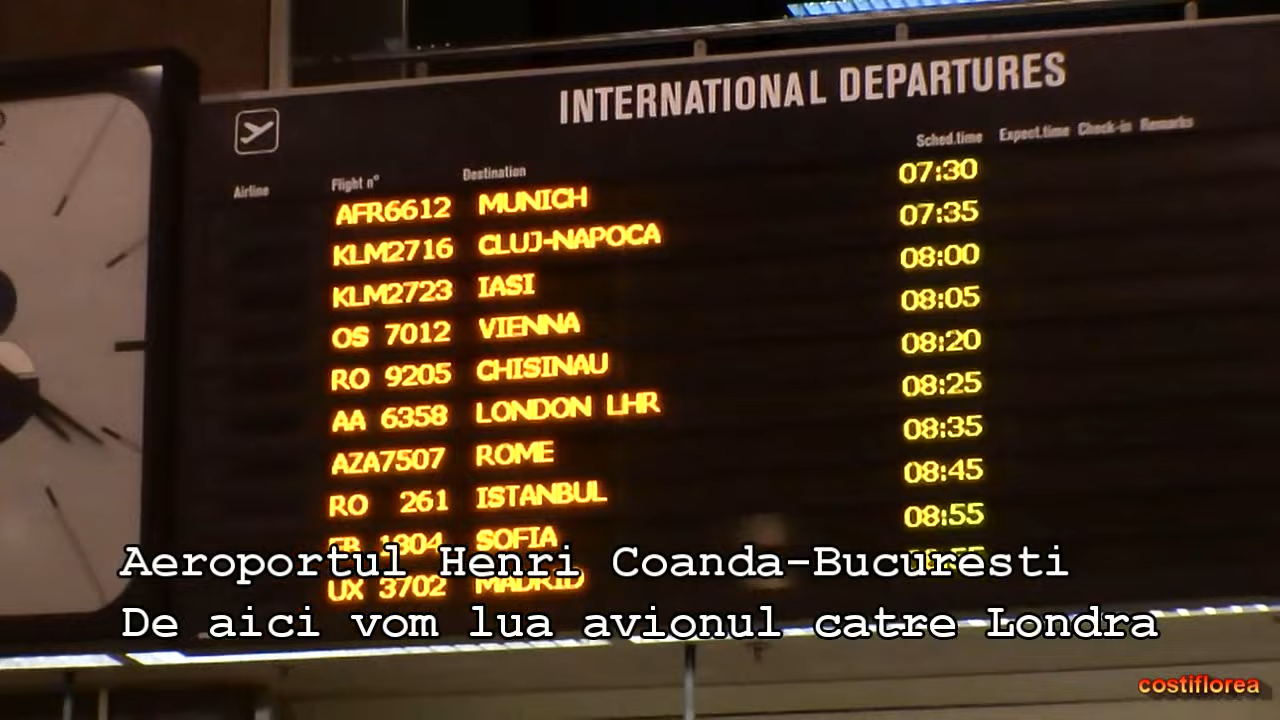 INTERNATIONAL DEPARTURES
Airline Flight nº Destination Sched.time Expect.time Check-in Remarks
AFR6612 MUNICH 07:30
KLM2716 CLUJ-NAPOCA 07:35
KLM2723 IASI 08:00
OS 7012 VIENNA 08:05
RO 9205 CHISINAU 08:20
AA 6358 LONDON LHR 08:25
AZA7507 ROME 08:35
RO 261 ISTANBUL 08:45
SOFIA 08:55
UX 3702 MADRID
Aeroportul Henri Coanda-Bucuresti
De aici vom lua avionul catre Londra
costiflorea